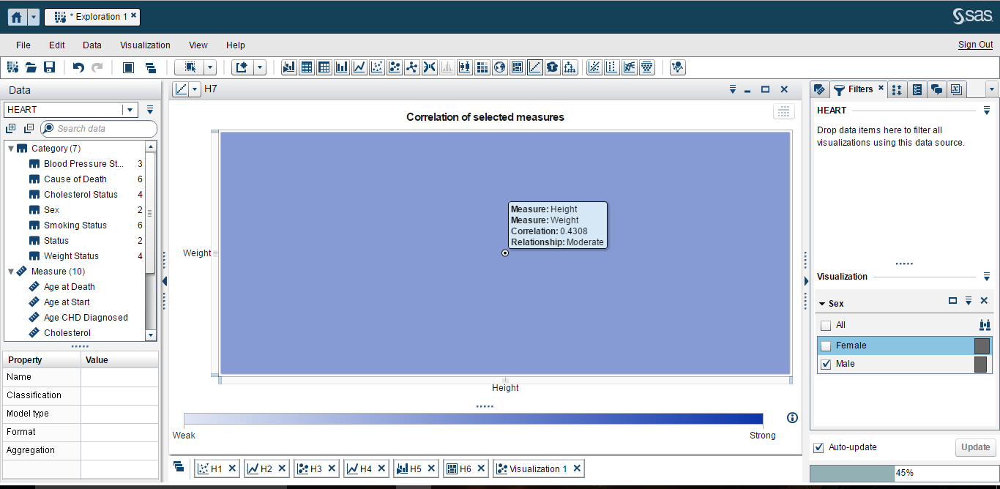 * Exploration 1
sas
File Edit Data Visualization View Help Sign Out
Data
HEART
Search data
Category (7)
Blood Pressure St... 3
Cause of Death 6
Cholesterol Status 4
Sex 2
Smoking Status 6
Status 2
Weight Status 4
Measure (10)
Age at Death
Age at Start
Age CHD Diagnosed
Cholesterol
Property Value
Name
Classification
Model type
Format
Aggregation
H7
Correlation of selected measures
Measure: Height
Measure: Weight
Correlation: 0.4308
Relationship: Moderate
Weight
Height
Weak Strong
H1 H2 H3 H4 H5 H6 Visualization 1
Filters
HEART
Drop data items here to filter all
visualizations using this data source.
Visualization
Sex
All
Female
Male
Auto-update Update
45%